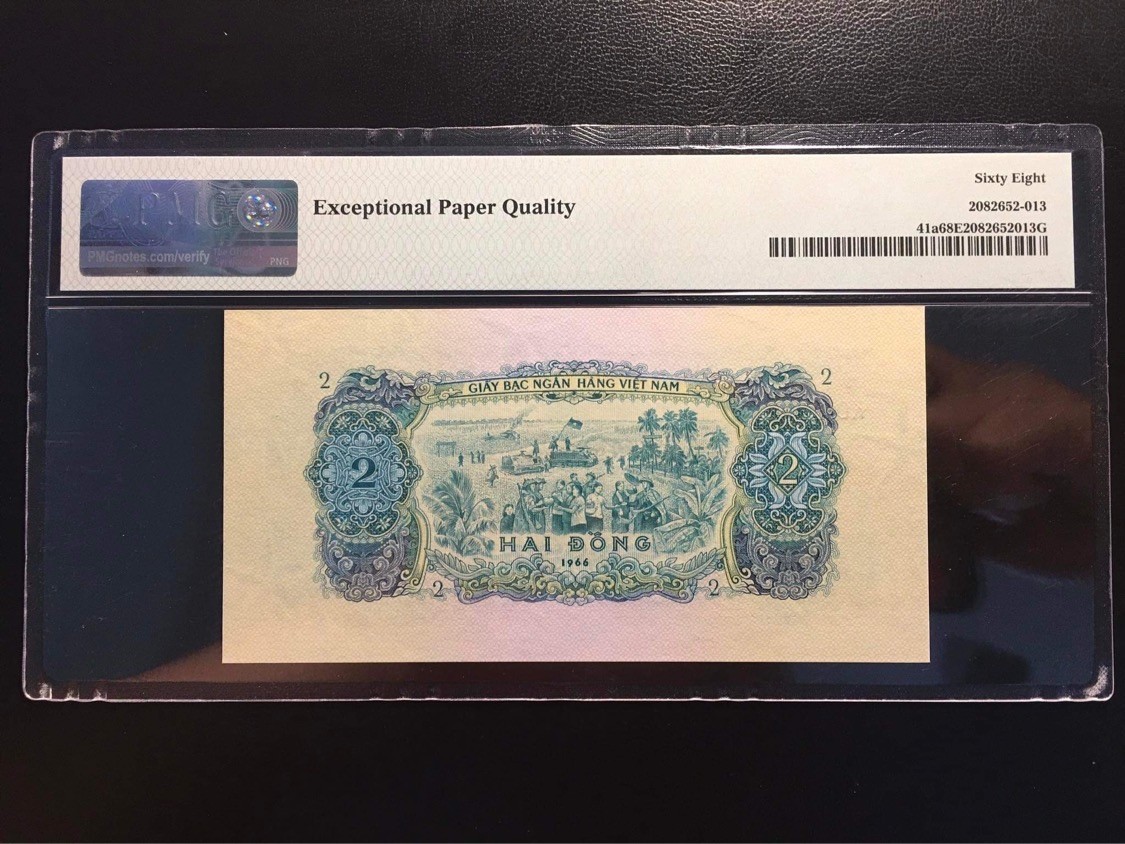 Exceptional Paper Quality
Sixty Eight
2082652-013
41a68E2082652013G
PMG
PMGnotes.com/verify
PNG
2
2
GIẤY BẠC NGÂN HÀNG VIỆT NAM
2
2
HAI ĐỒNG
1966
2
2